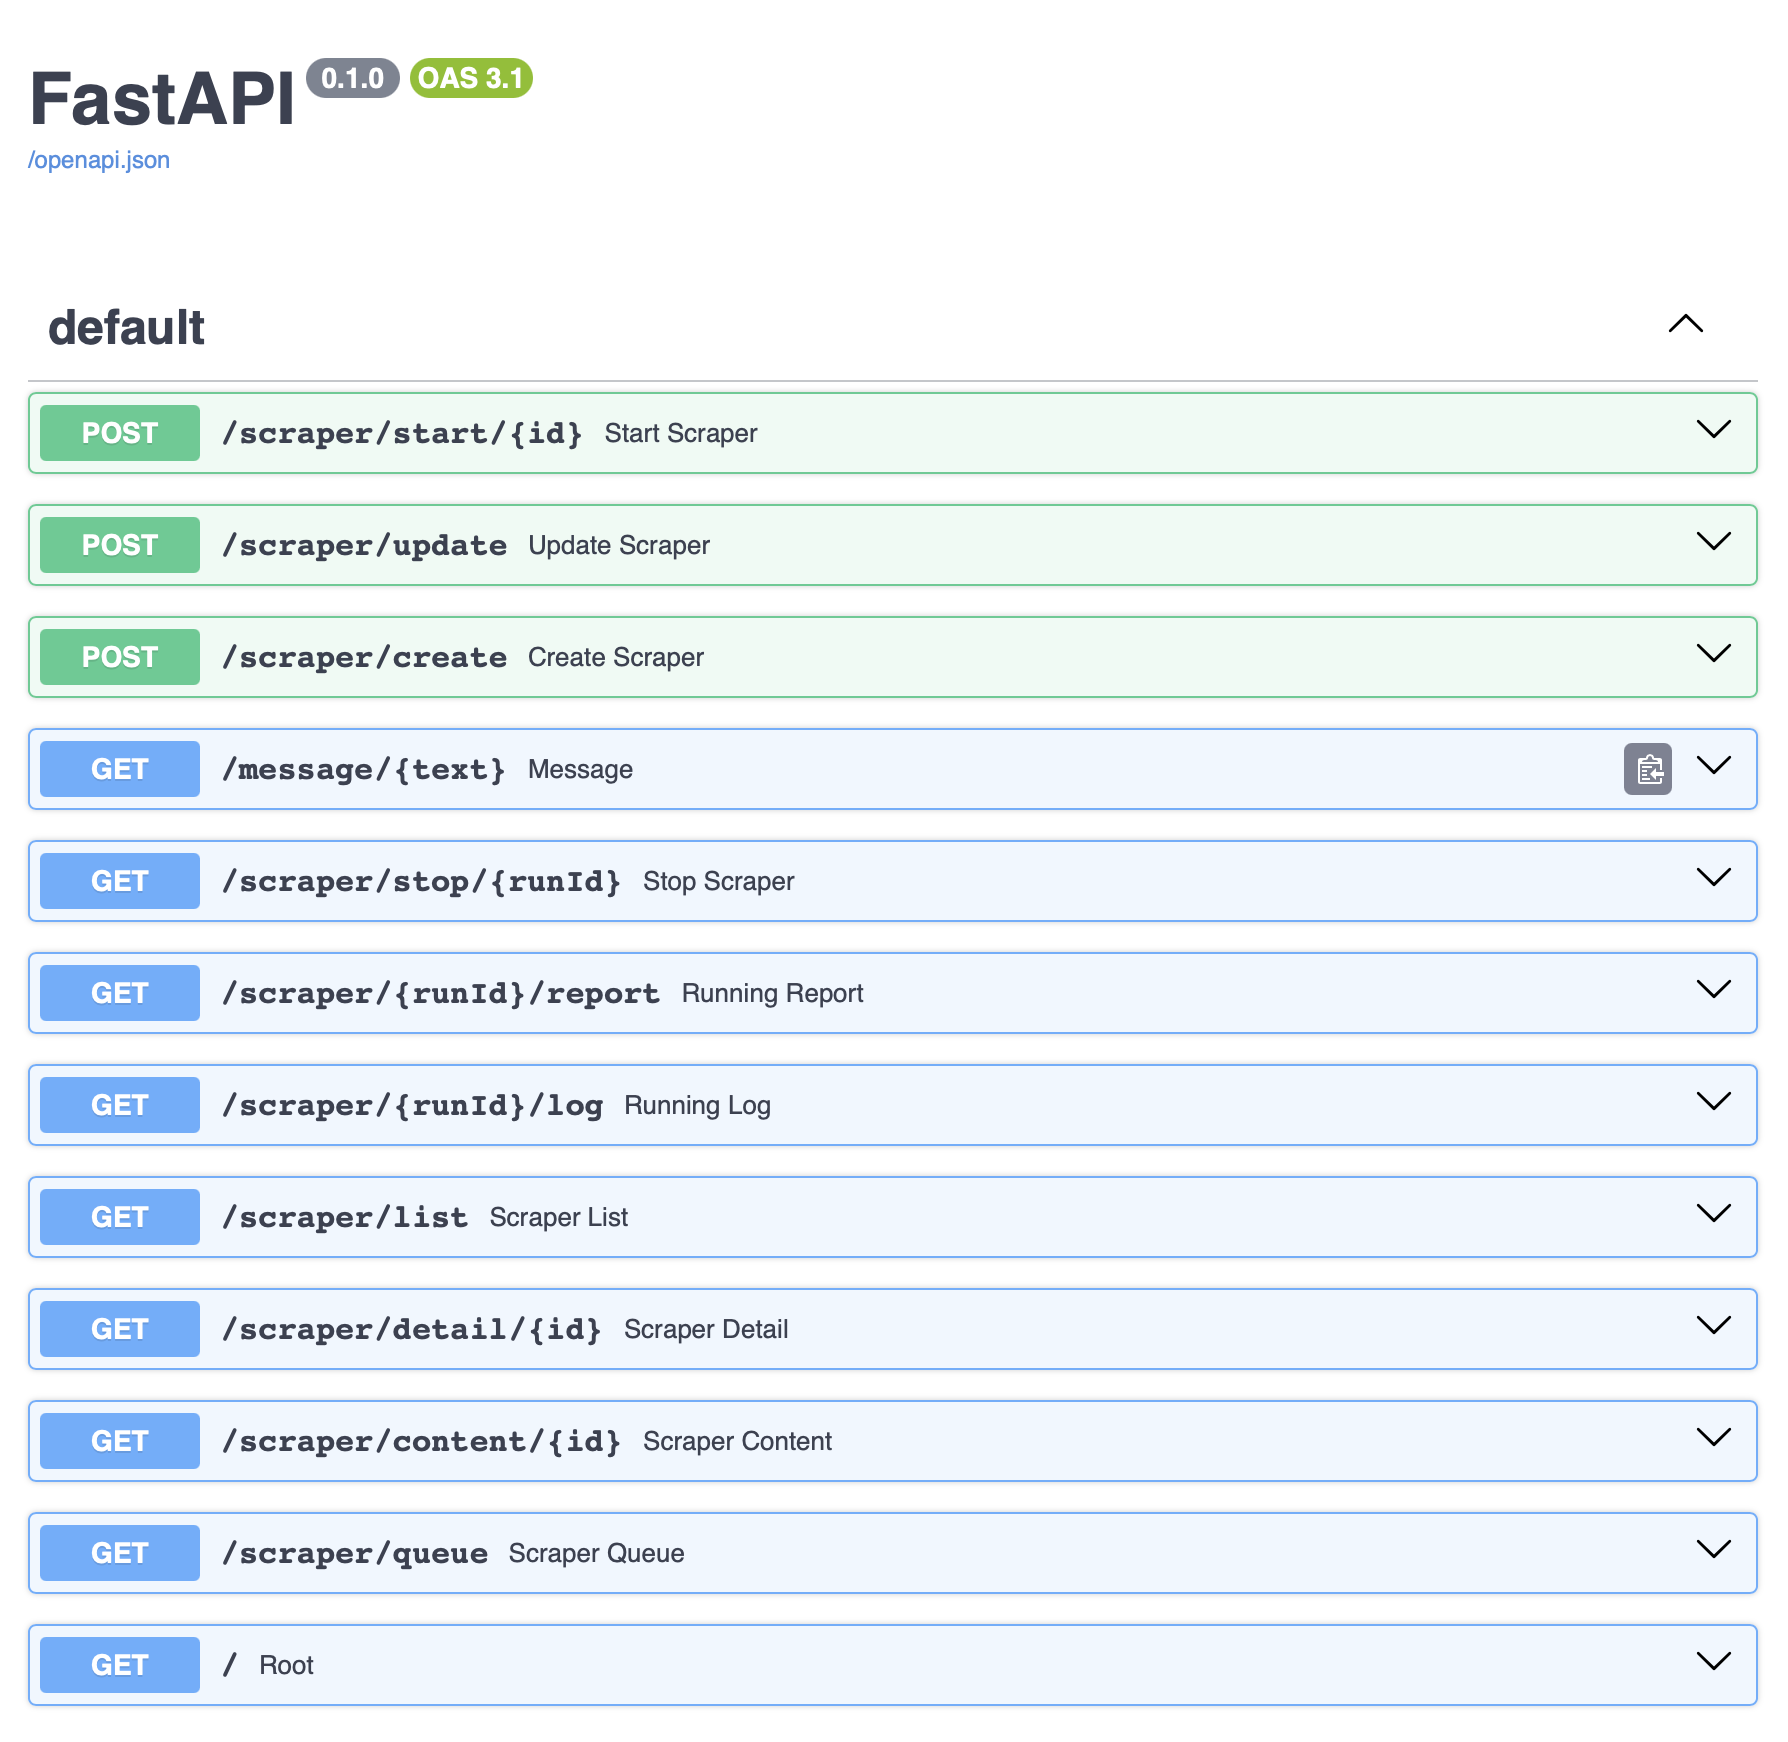 FastAPI 0.1.0 OAS 3.1
/openapi.json
default
POST /scraper/start/{id} Start Scraper
POST /scraper/update Update Scraper
POST /scraper/create Create Scraper
GET /message/{text} Message
GET /scraper/stop/{runId} Stop Scraper
GET /scraper/{runId}/report Running Report
GET /scraper/{runId}/log Running Log
GET /scraper/list Scraper List
GET /scraper/detail/{id} Scraper Detail
GET /scraper/content/{id} Scraper Content
GET /scraper/queue Scraper Queue
GET / Root